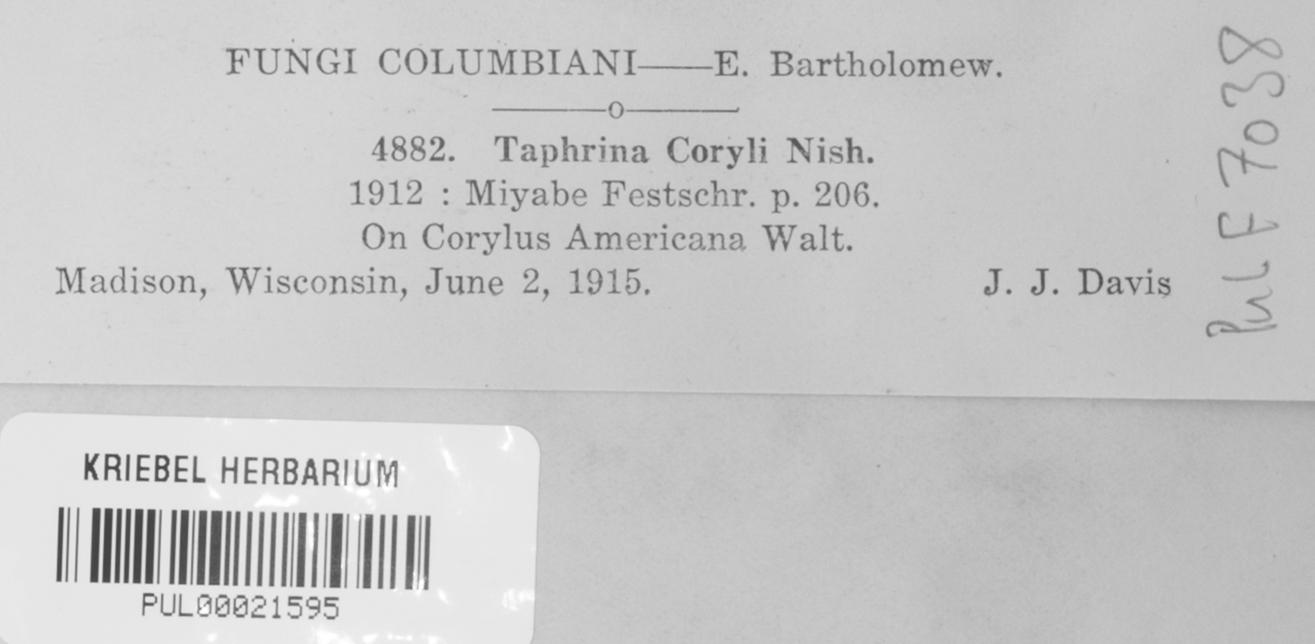 FUNGI COLUMBIANI——E. Bartholomew.
o
4882. Taphrina Coryli Nish.
1912 : Miyabe Festschr. p. 206.
On Corylus Americana Walt.
Madison, Wisconsin, June 2, 1915. J. J. Davis
PUL F 7038
KRIEBEL HERBARIUM
PUL00021595